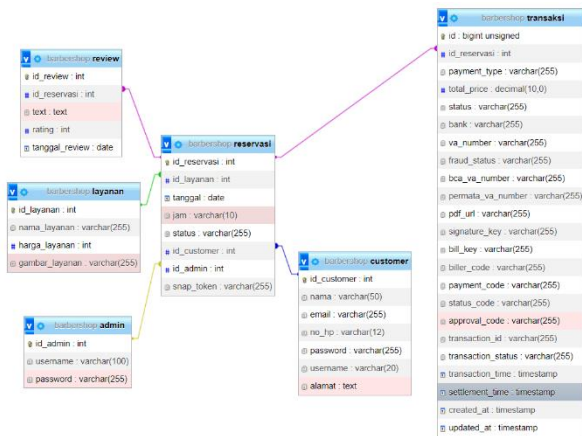 barbershop review
id_review : int
id_reservasi : int
text : text
rating : int
tanggal_review : date
barbershop layanan
id_layanan : int
nama_layanan : varchar(255)
harga_layanan : int
gambar_layanan : varchar(255)
barbershop admin
id_admin : int
username : varchar(100)
password : varchar(255)
barbershop reservasi
id_reservasi : int
id_layanan : int
tanggal : date
jam : varchar(10)
status : varchar(255)
id_customer : int
id_admin : int
snap_token : varchar(255)
barbershop customer
id_customer : int
nama : varchar(50)
email : varchar(255)
no_hp : varchar(12)
password : varchar(255)
username : varchar(20)
alamat : text
barbershop transaksi
id : bigint unsigned
id_reservasi : int
payment_type : varchar(255)
total_price : decimal(10,0)
status : varchar(255)
bank : varchar(255)
va_number : varchar(255)
fraud_status : varchar(255)
bca_va_number : varchar(255)
permata_va_number : varchar(255)
pdf_url : varchar(255)
signature_key : varchar(255)
bill_key : varchar(255)
biller_code : varchar(255)
payment_code : varchar(255)
status_code : varchar(255)
approval_code : varchar(255)
transaction_id : varchar(255)
transaction_status : varchar(255)
transaction_time : timestamp
settlement_time : timestamp
created_at : timestamp
updated_at : timestamp